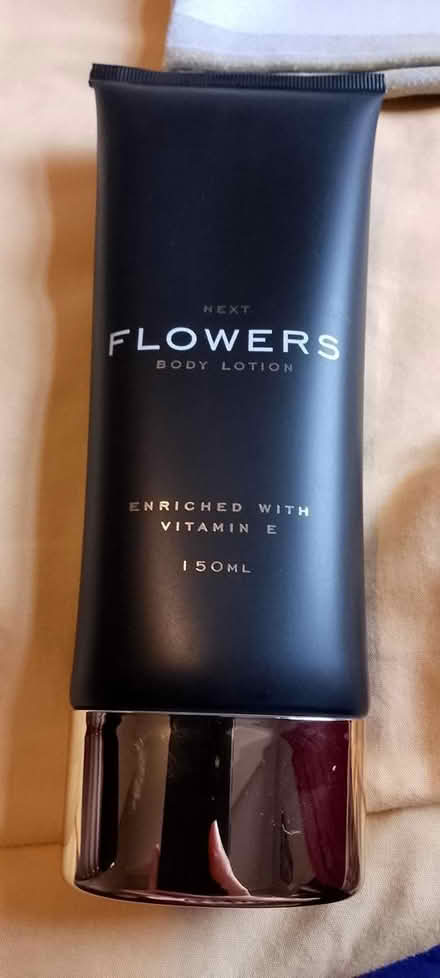 NEXT
FLOWERS
BODY LOTION
ENRICHED WITH
VITAMIN E
150ML